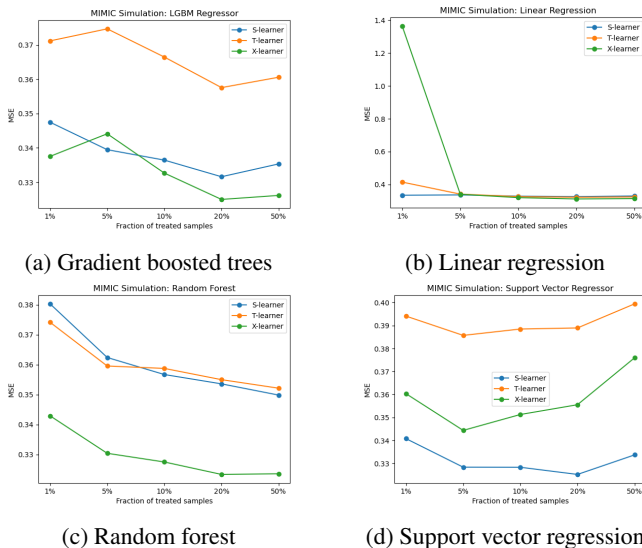 MIMIC Simulation: LGBM Regressor
0.37
0.36
0.35
0.34
0.33
MSE
S-learner
T-learner
X-learner
1% 5% 10% 20% 50%
Fraction of treated samples
(a) Gradient boosted trees
MIMIC Simulation: Linear Regression
1.4
1.2
1.0
0.8
0.6
0.4
MSE
S-learner
T-learner
X-learner
1% 5% 10% 20% 50%
Fraction of treated samples
(b) Linear regression
MIMIC Simulation: Random Forest
0.38
0.37
0.36
0.35
0.34
0.33
MSE
S-learner
T-learner
X-learner
1% 5% 10% 20% 50%
Fraction of treated samples
(c) Random forest
MIMIC Simulation: Support Vector Regressor
0.40
0.39
0.38
0.37
0.36
0.35
0.34
0.33
MSE
S-learner
T-learner
X-learner
1% 5% 10% 20% 50%
Fraction of treated samples
(d) Support vector regression